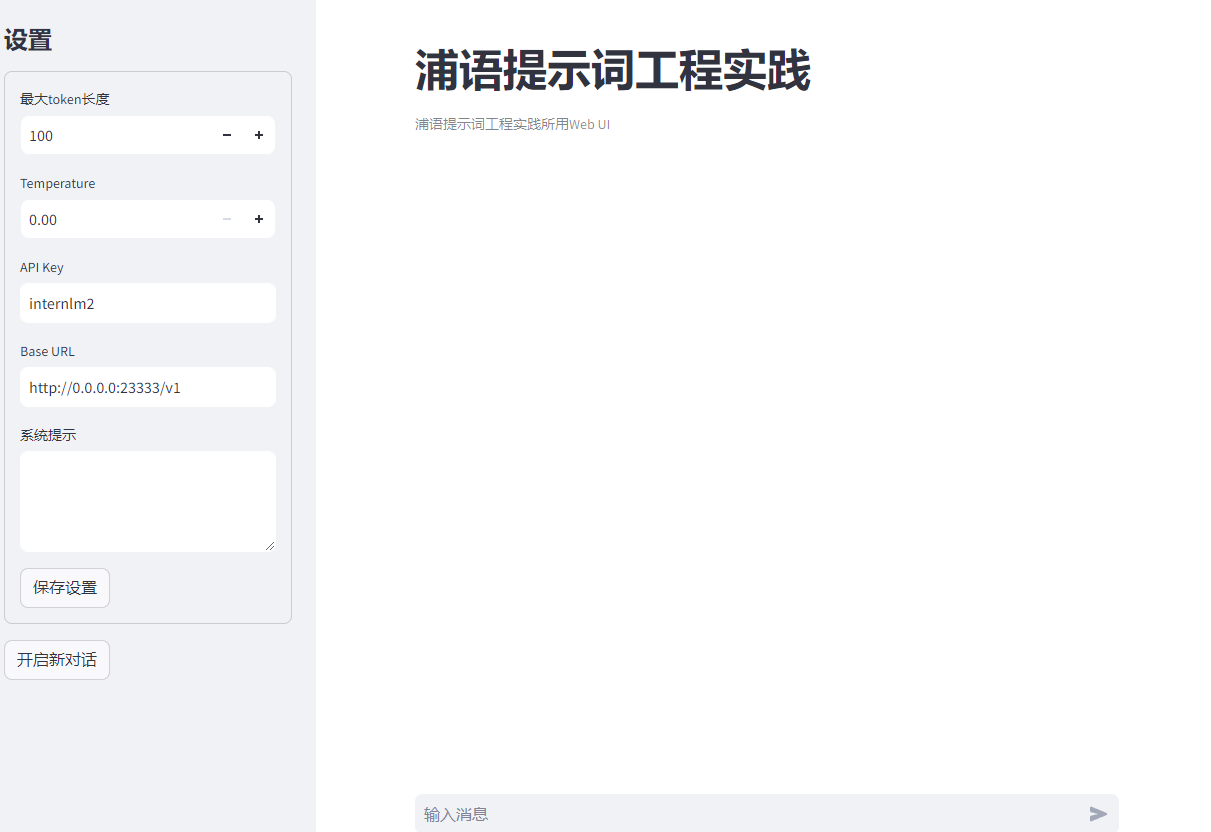 设置
最大token长度
100
Temperature
0.00
API Key
internlm2
Base URL
http://0.0.0.0:23333/v1
系统提示
保存设置
开启新对话
浦语提示词工程实践
浦语提示词工程实践所用Web UI
输入消息